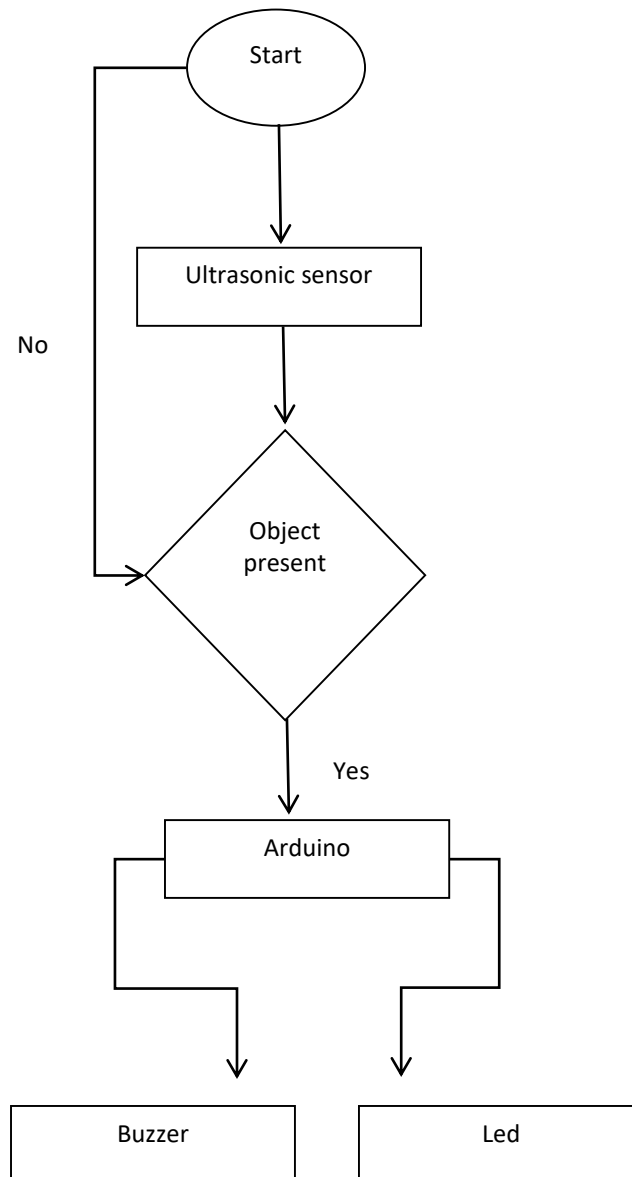 Start
Ultrasonic sensor
No
Object
present
Yes
Arduino
Buzzer
Led